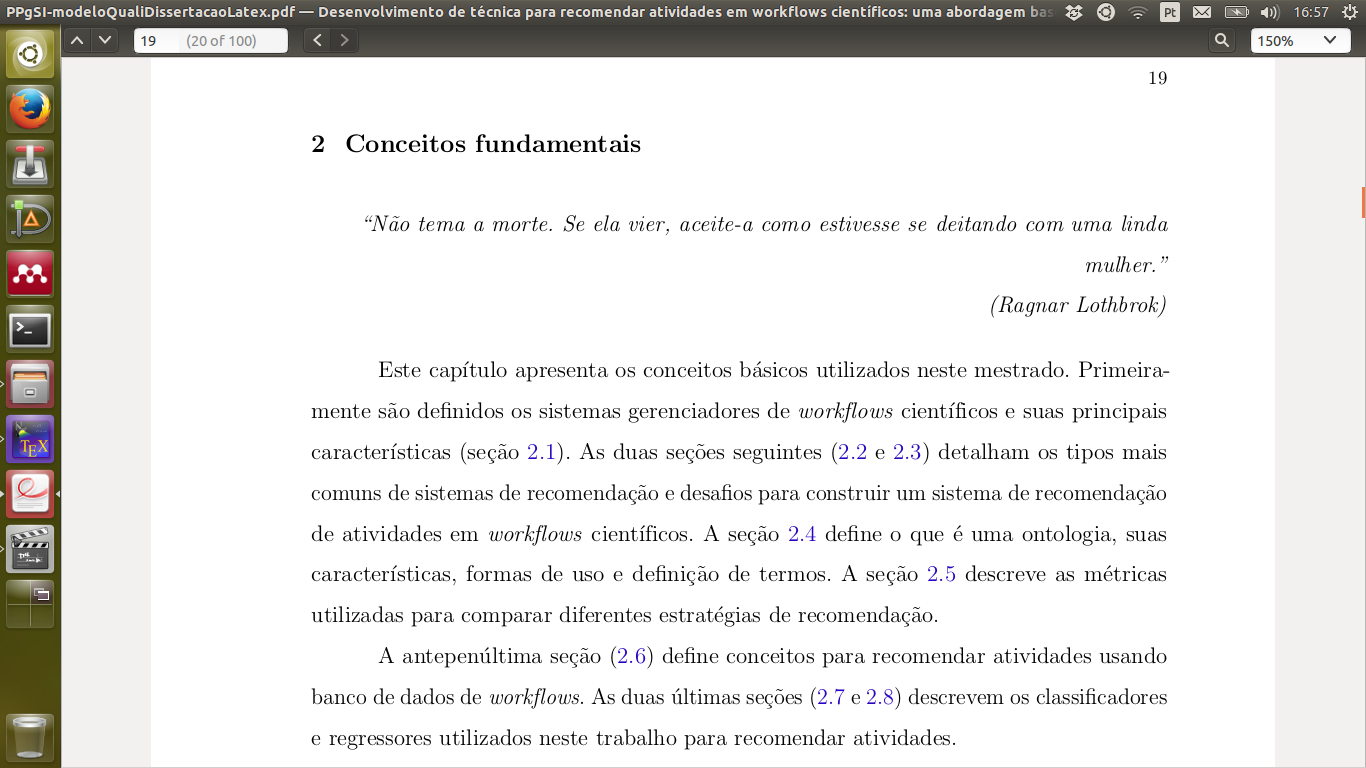 PPgSI-modeloQualiDissertacaoLatex.pdf — Desenvolvimento de técnica para recomendar atividades em workflows científicos: uma abordagem bas
Pt
16:57
19 (20 of 100)
150%
19
2 Conceitos fundamentais
“Não tema a morte. Se ela vier, aceite-a como estivesse se deitando com uma linda
mulher.”
(Ragnar Lothbrok)
Este capítulo apresenta os conceitos básicos utilizados neste mestrado. Primeira-
mente são definidos os sistemas gerenciadores de workflows científicos e suas principais
características (seção 2.1). As duas seções seguintes (2.2 e 2.3) detalham os tipos mais
comuns de sistemas de recomendação e desafios para construir um sistema de recomendação
de atividades em workflows científicos. A seção 2.4 define o que é uma ontologia, suas
características, formas de uso e definição de termos. A seção 2.5 descreve as métricas
utilizadas para comparar diferentes estratégias de recomendação.
A antepenúltima seção (2.6) define conceitos para recomendar atividades usando
banco de dados de workflows. As duas últimas seções (2.7 e 2.8) descrevem os classificadores
e regressores utilizados neste trabalho para recomendar atividades.
TEX